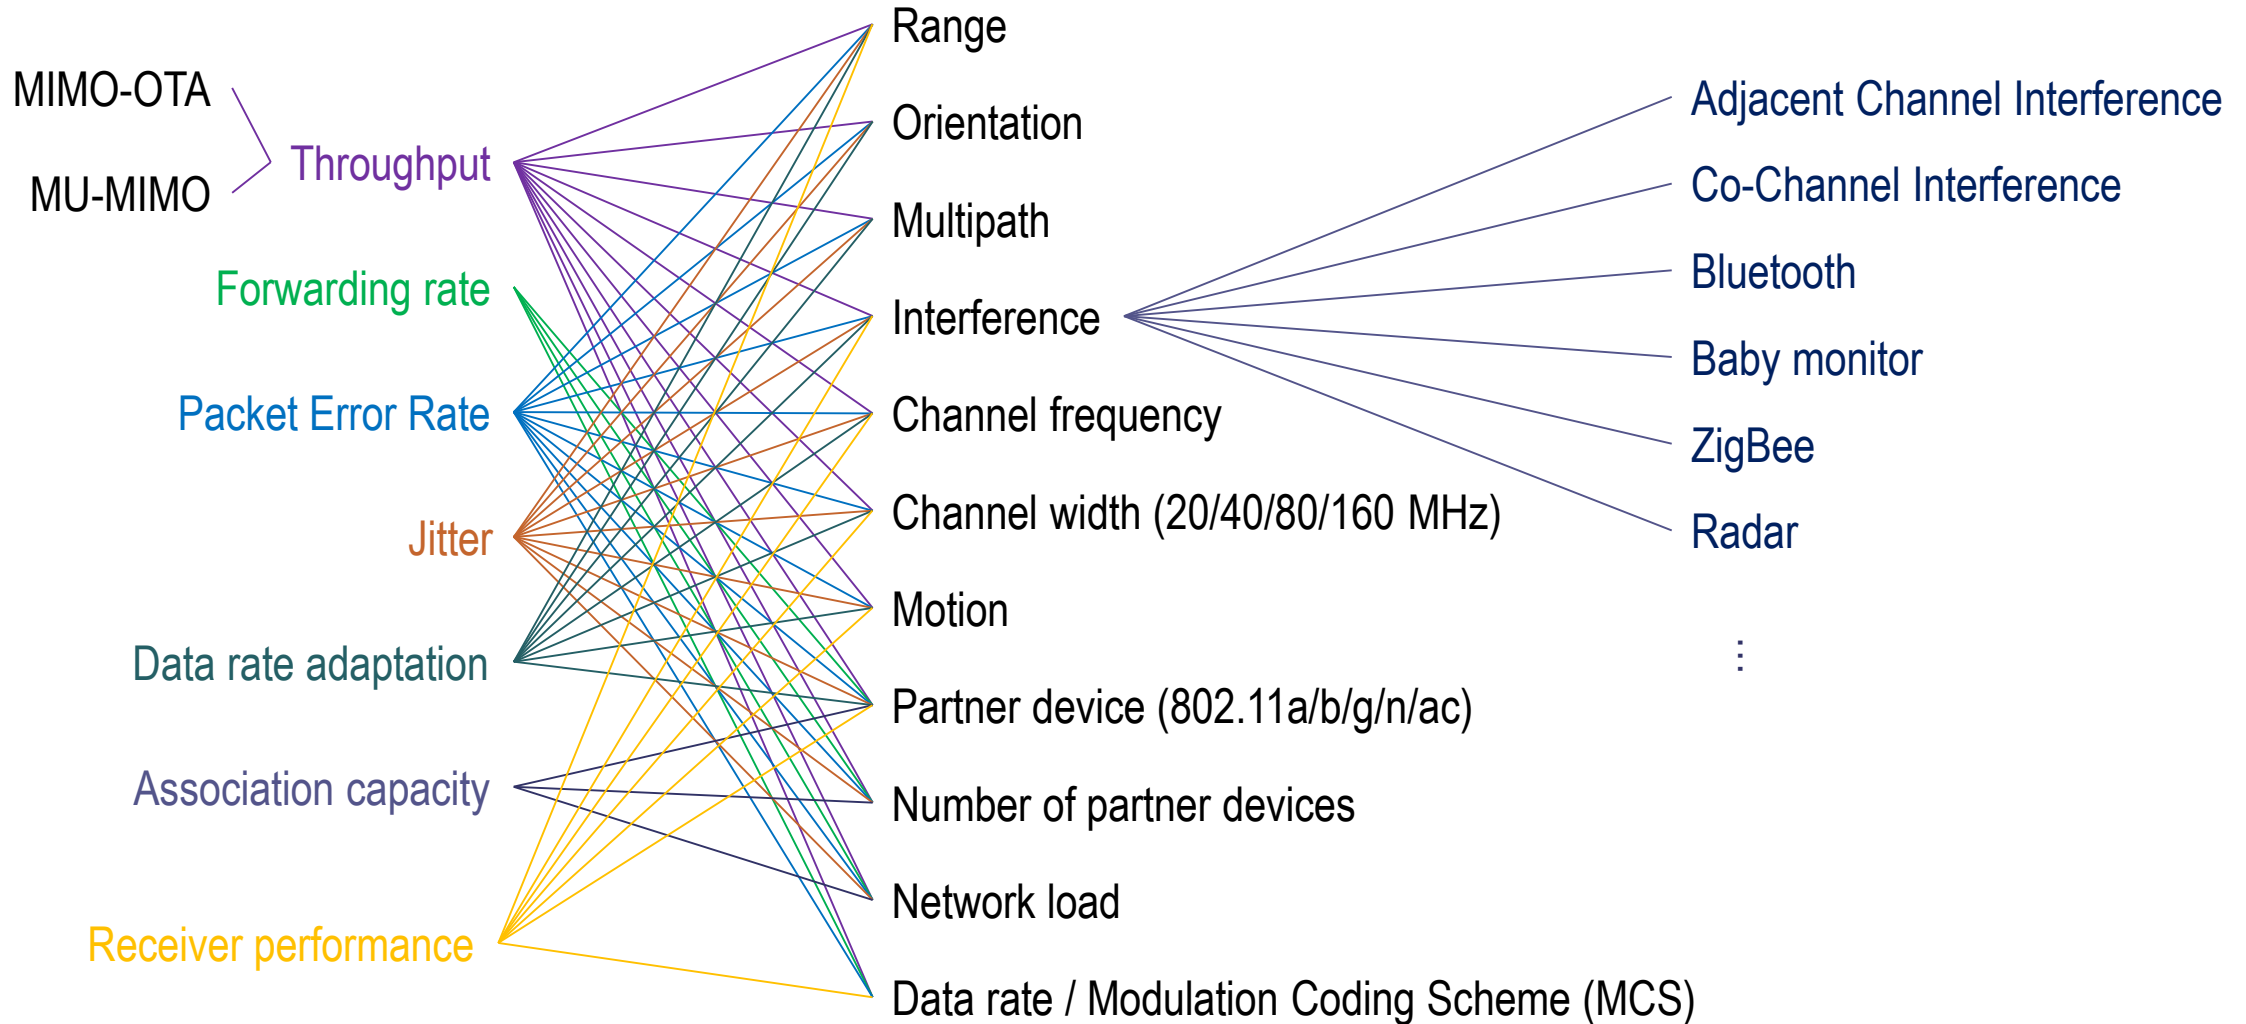 MIMO-OTA
MU-MIMO
Throughput
Forwarding rate
Packet Error Rate
Jitter
Data rate adaptation
Association capacity
Receiver performance
Range
Orientation
Multipath
Interference
Channel frequency
Channel width (20/40/80/160 MHz)
Motion
Partner device (802.11a/b/g/n/ac)
Number of partner devices
Network load
Data rate / Modulation Coding Scheme (MCS)
Adjacent Channel Interference
Co-Channel Interference
Bluetooth
Baby monitor
ZigBee
Radar
⋮